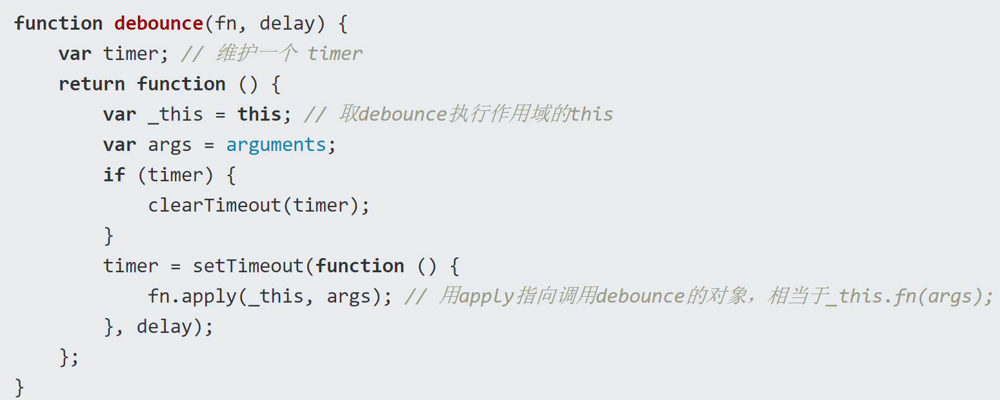 function debounce(fn, delay) {
    var timer; // 维护一个 timer
    return function () {
        var _this = this; // 取debounce执行作用域的this
        var args = arguments;
        if (timer) {
            clearTimeout(timer);
        }
        timer = setTimeout(function () {
            fn.apply(_this, args); // 用apply指向调用debounce的对象，相当于_this.fn(args);
        }, delay);
    };
}